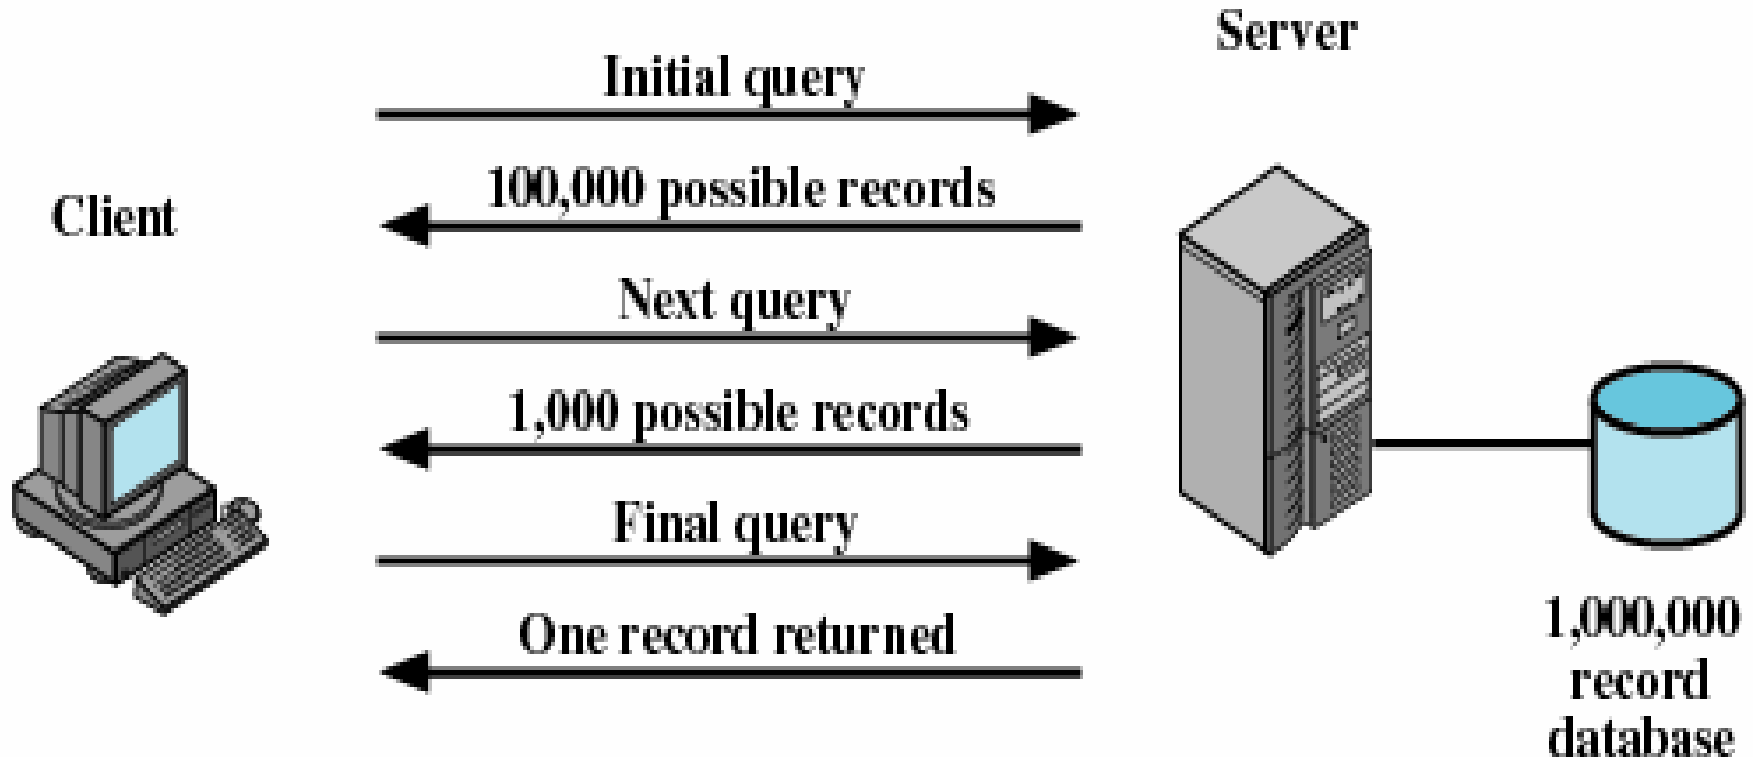 Server
Initial query
100,000 possible records
Client
Next query
1,000 possible records
Final query
One record returned
1,000,000
record
database